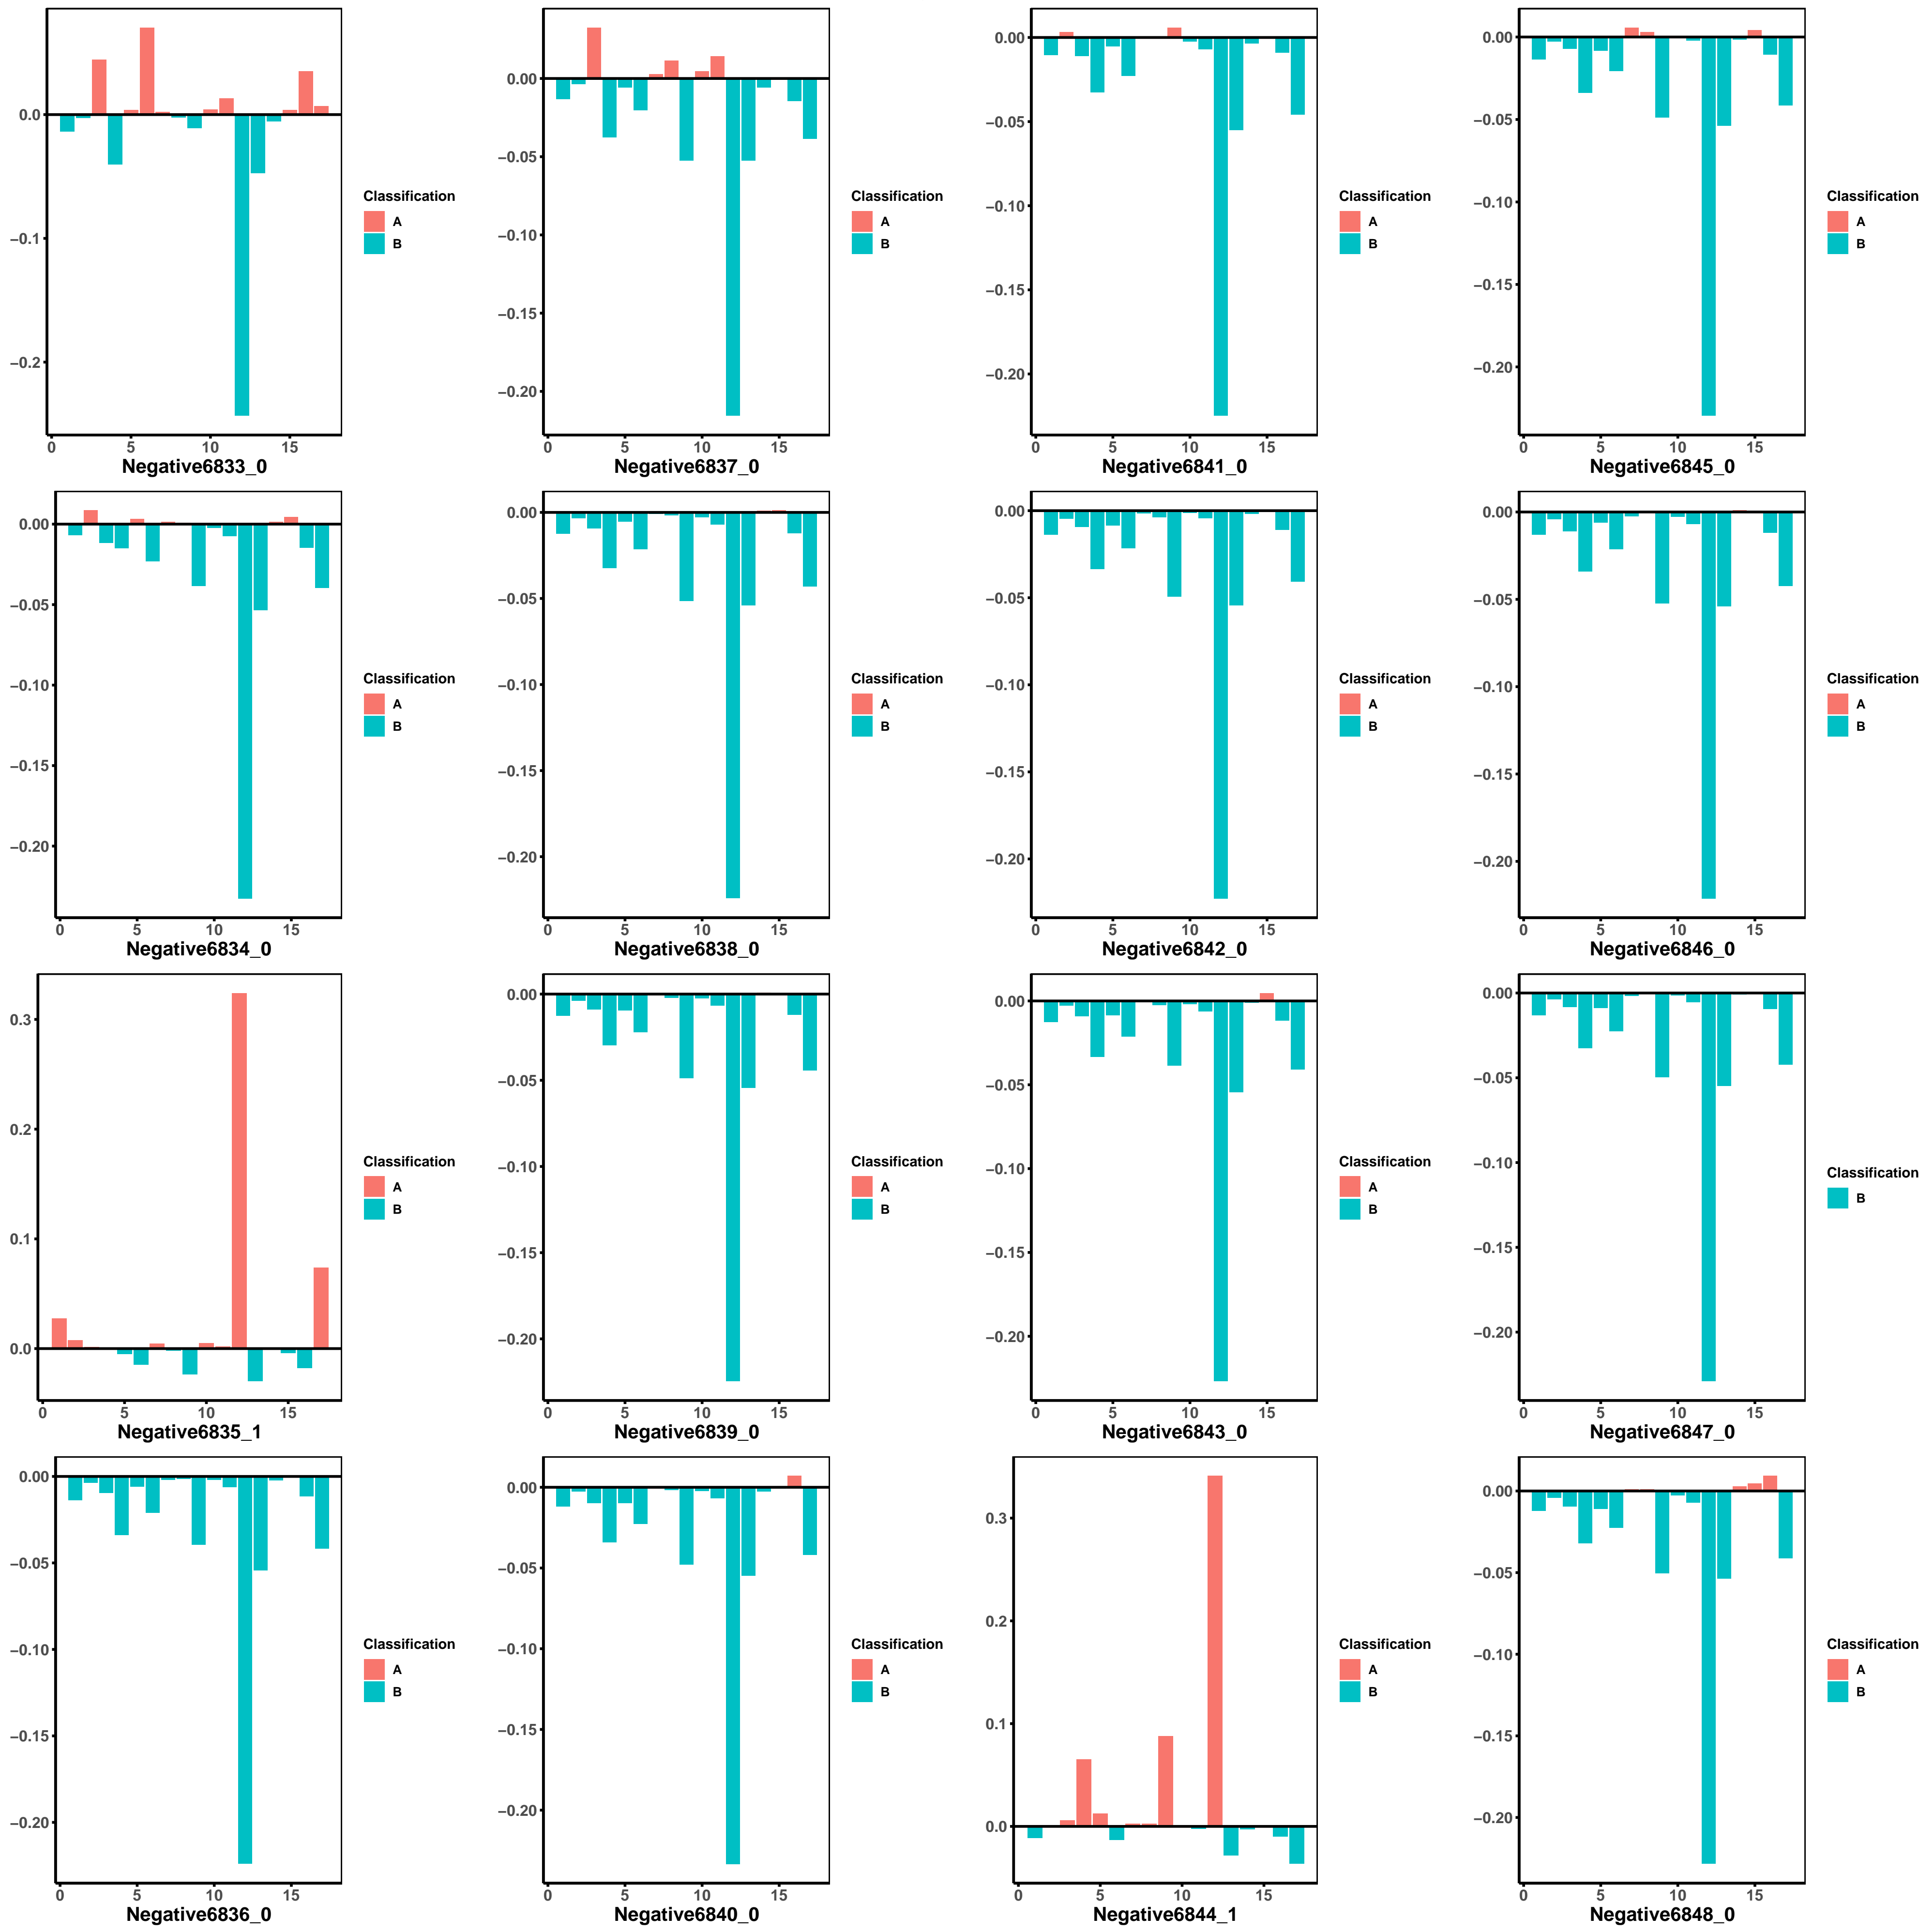 0.0
−0.1
−0.2
0 5 10 15
Negative6833_0
Classification
A
B
0.00
−0.05
−0.10
−0.15
−0.20
0 5 10 15
Negative6837_0
Classification
A
B
0.00
−0.05
−0.10
−0.15
−0.20
0 5 10 15
Negative6841_0
Classification
A
B
0.00
−0.05
−0.10
−0.15
−0.20
0 5 10 15
Negative6845_0
Classification
A
B
0.00
−0.05
−0.10
−0.15
−0.20
0 5 10 15
Negative6834_0
Classification
A
B
0.00
−0.05
−0.10
−0.15
−0.20
0 5 10 15
Negative6838_0
Classification
A
B
0.00
−0.05
−0.10
−0.15
−0.20
0 5 10 15
Negative6842_0
Classification
A
B
0.00
−0.05
−0.10
−0.15
−0.20
0 5 10 15
Negative6846_0
Classification
A
B
0.3
0.2
0.1
0.0
0 5 10 15
Negative6835_1
Classification
A
B
0.00
−0.05
−0.10
−0.15
−0.20
0 5 10 15
Negative6839_0
Classification
A
B
0.00
−0.05
−0.10
−0.15
−0.20
0 5 10 15
Negative6843_0
Classification
A
B
0.00
−0.05
−0.10
−0.15
−0.20
0 5 10 15
Negative6847_0
Classification
B
0.00
−0.05
−0.10
−0.15
−0.20
0 5 10 15
Negative6836_0
Classification
A
B
0.00
−0.05
−0.10
−0.15
−0.20
0 5 10 15
Negative6840_0
Classification
A
B
0.3
0.2
0.1
0.0
0 5 10 15
Negative6844_1
Classification
A
B
0.00
−0.05
−0.10
−0.15
−0.20
0 5 10 15
Negative6848_0
Classification
A
B